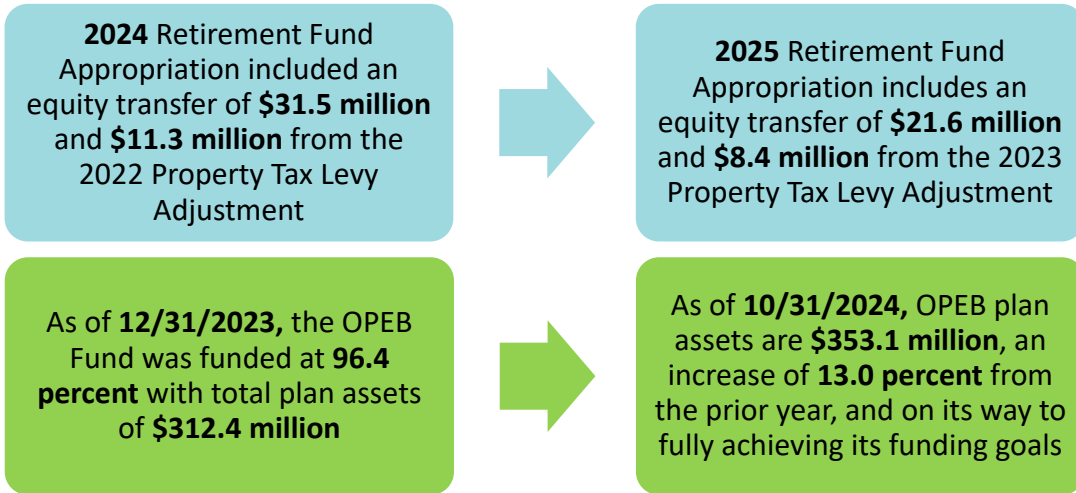 2024 Retirement Fund
Appropriation included an
equity transfer of $31.5 million
and $11.3 million from the
2022 Property Tax Levy
Adjustment
2025 Retirement Fund
Appropriation includes an
equity transfer of $21.6 million
and $8.4 million from the 2023
Property Tax Levy Adjustment
As of 12/31/2023, the OPEB
Fund was funded at 96.4
percent with total plan assets
of $312.4 million
As of 10/31/2024, OPEB plan
assets are $353.1 million, an
increase of 13.0 percent from
the prior year, and on its way to
fully achieving its funding goals